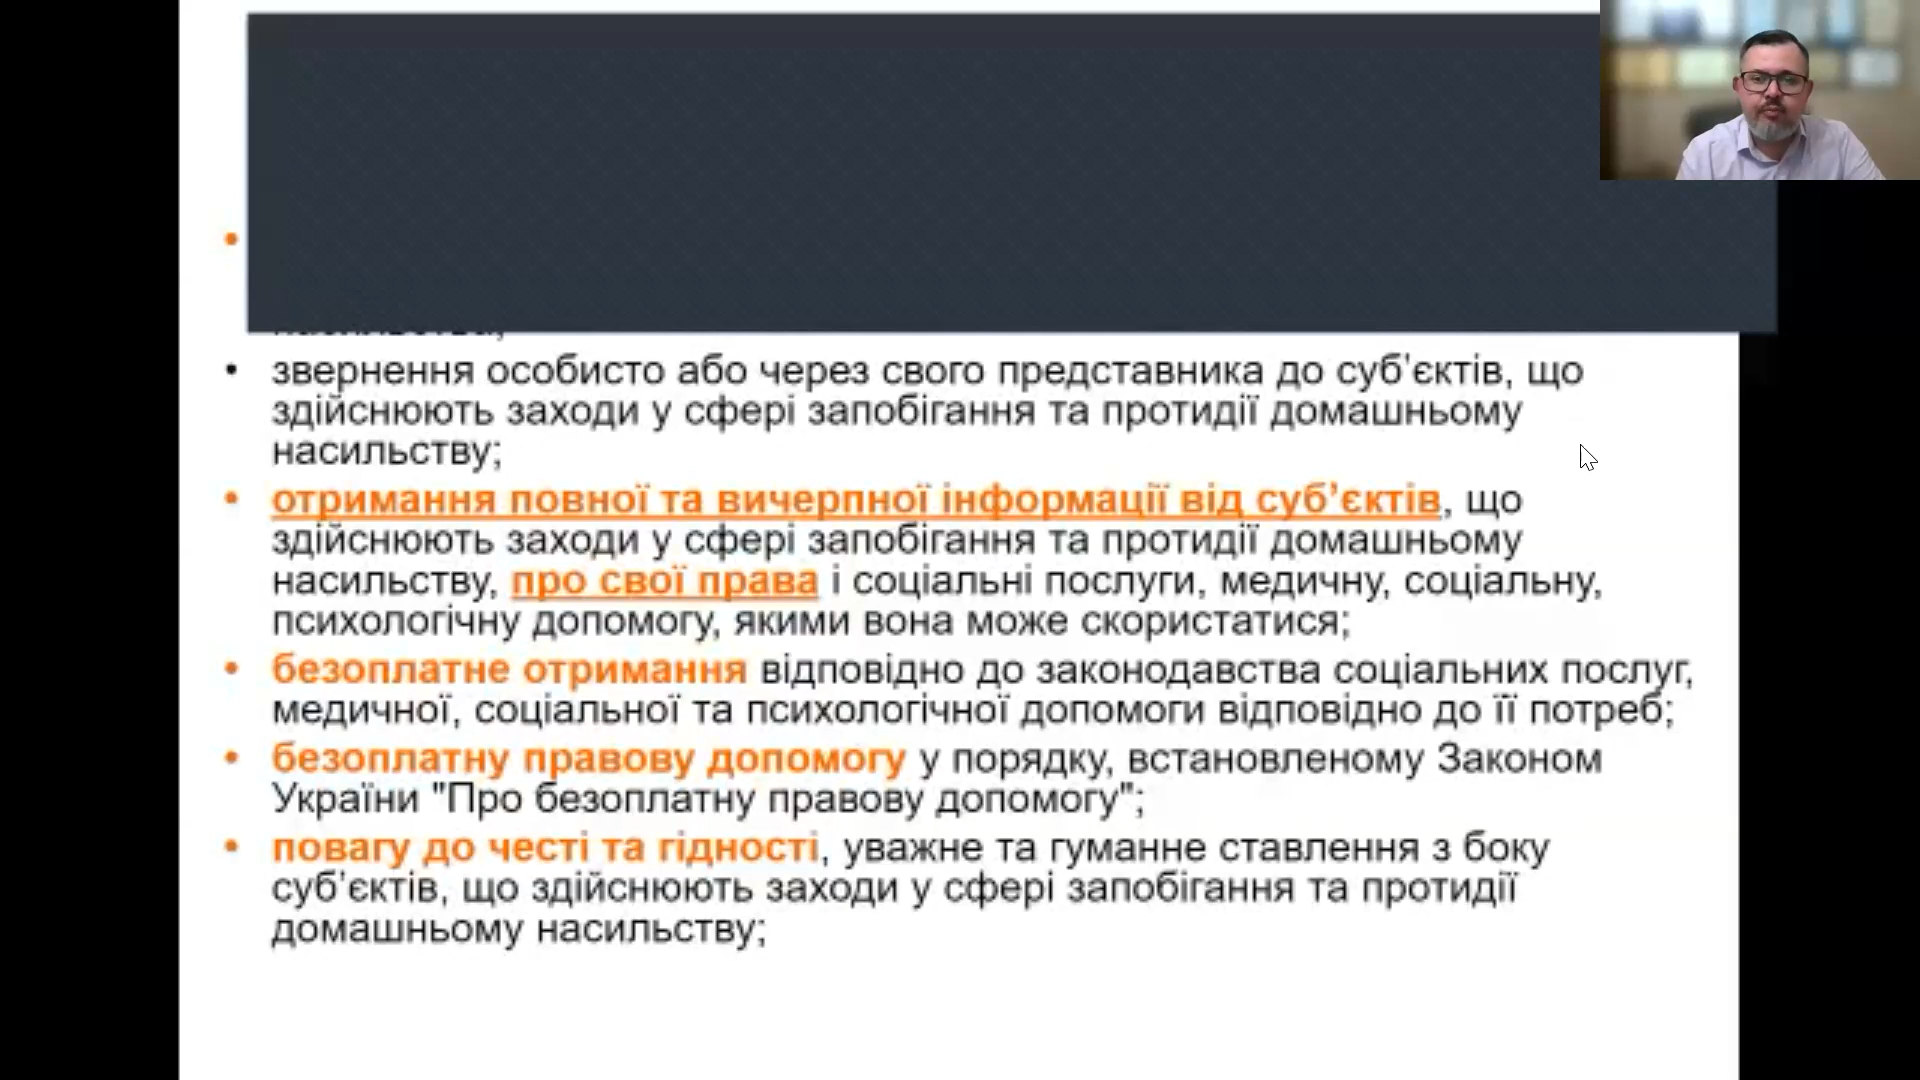 звернення особисто або через свого представника до суб’єктів, що
здійснюють заходи у сфері запобігання та протидії домашньому
насильству;
отримання повної та вичерпної інформації від суб’єктів, що
здійснюють заходи у сфері запобігання та протидії домашньому
насильству, про свої права і соціальні послуги, медичну, соціальну,
психологічну допомогу, якими вона може скористатися;
безоплатне отримання відповідно до законодавства соціальних послуг,
медичної, соціальної та психологічної допомоги відповідно до її потреб;
безоплатну правову допомогу у порядку, встановленому Законом
України "Про безоплатну правову допомогу";
повагу до честі та гідності, уважне та гуманне ставлення з боку
суб’єктів, що здійснюють заходи у сфері запобігання та протидії
домашньому насильству;